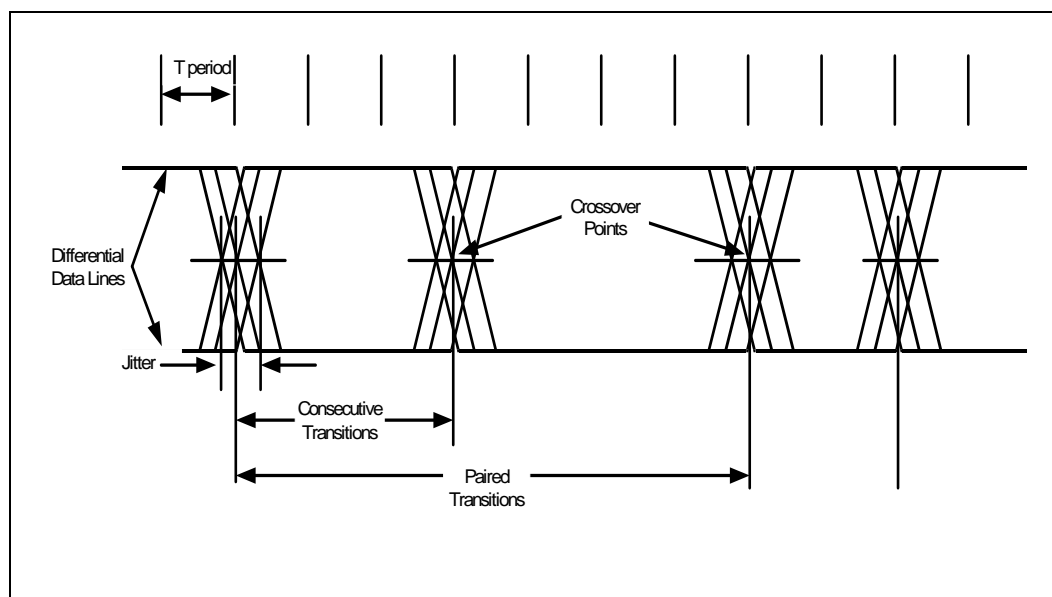 T period
Crossover
Points
Differential
Data Lines
Jitter
Consecutive
Transitions
Paired
Transitions